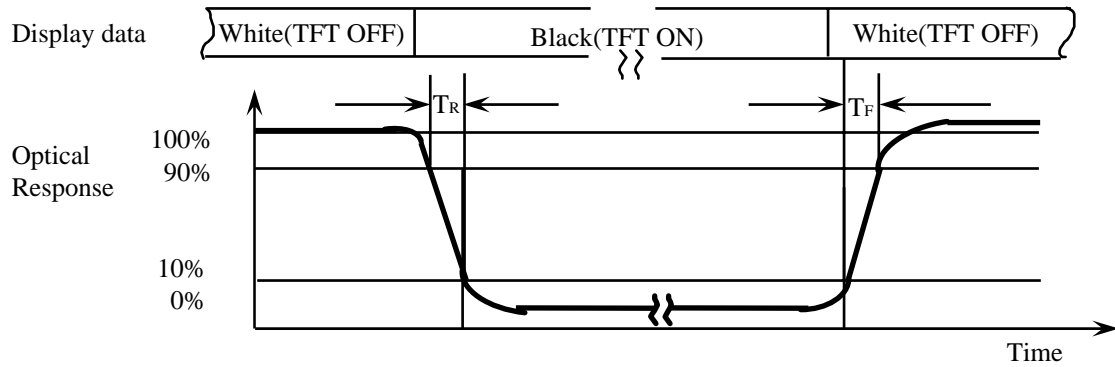 Display data
White(TFT OFF)
Black(TFT ON)
White(TFT OFF)
TR
TF
Optical
Response
100%
90%
10%
0%
Time